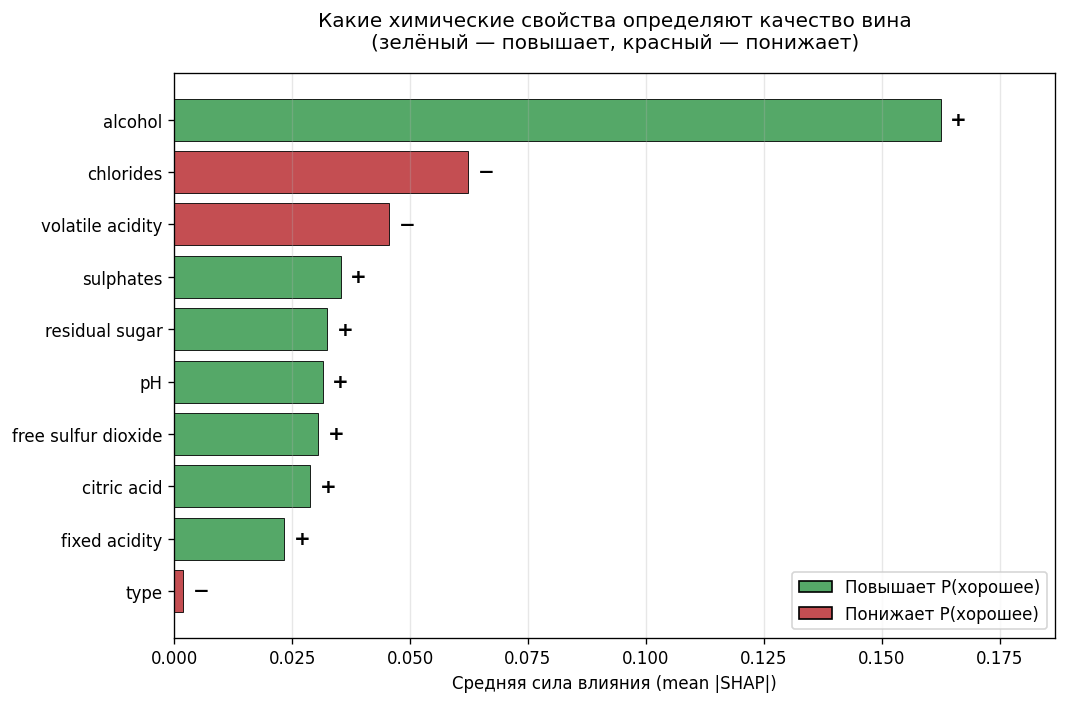 Какие химические свойства определяют качество вина
(зелёный — повышает, красный — понижает)
alcohol +
chlorides −
volatile acidity −
sulphates +
residual sugar +
pH +
free sulfur dioxide +
citric acid +
fixed acidity +
type −
Повышает P(хорошее)
Понижает P(хорошее)
0.000 0.025 0.050 0.075 0.100 0.125 0.150 0.175
Средняя сила влияния (mean |SHAP|)